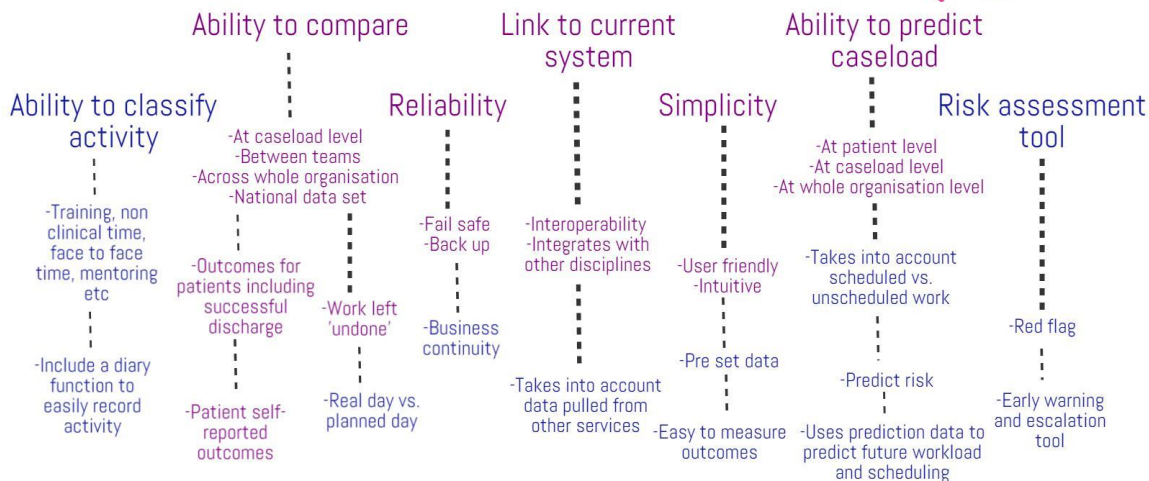 Ability to classify
activity
-Training, non
clinical time,
face to face
time, mentoring
etc
-Include a diary
function to
easily record
activity
Ability to compare
-At caseload level
-Between teams
-Across whole organisation
-National data set
-Outcomes for
patients including
successful
discharge
-Patient self-
reported
outcomes
-Work left
'undone'
-Real day vs.
planned day
Reliability
-Fail safe
-Back up
-Business
continuity
Link to current
system
-Interoperability
-Integrates with
other disciplines
-Takes into account
data pulled from
other services
Simplicity
-User friendly
-Intuitive
-Pre set data
-Easy to measure
outcomes
Ability to predict
caseload
-At patient level
-At caseload level
-At whole organisation level
-Takes into account
scheduled vs.
unscheduled work
-Predict risk
-Uses prediction data to
predict future workload
and scheduling
Risk assessment
tool
-Red flag
-Early warning
and escalation
tool